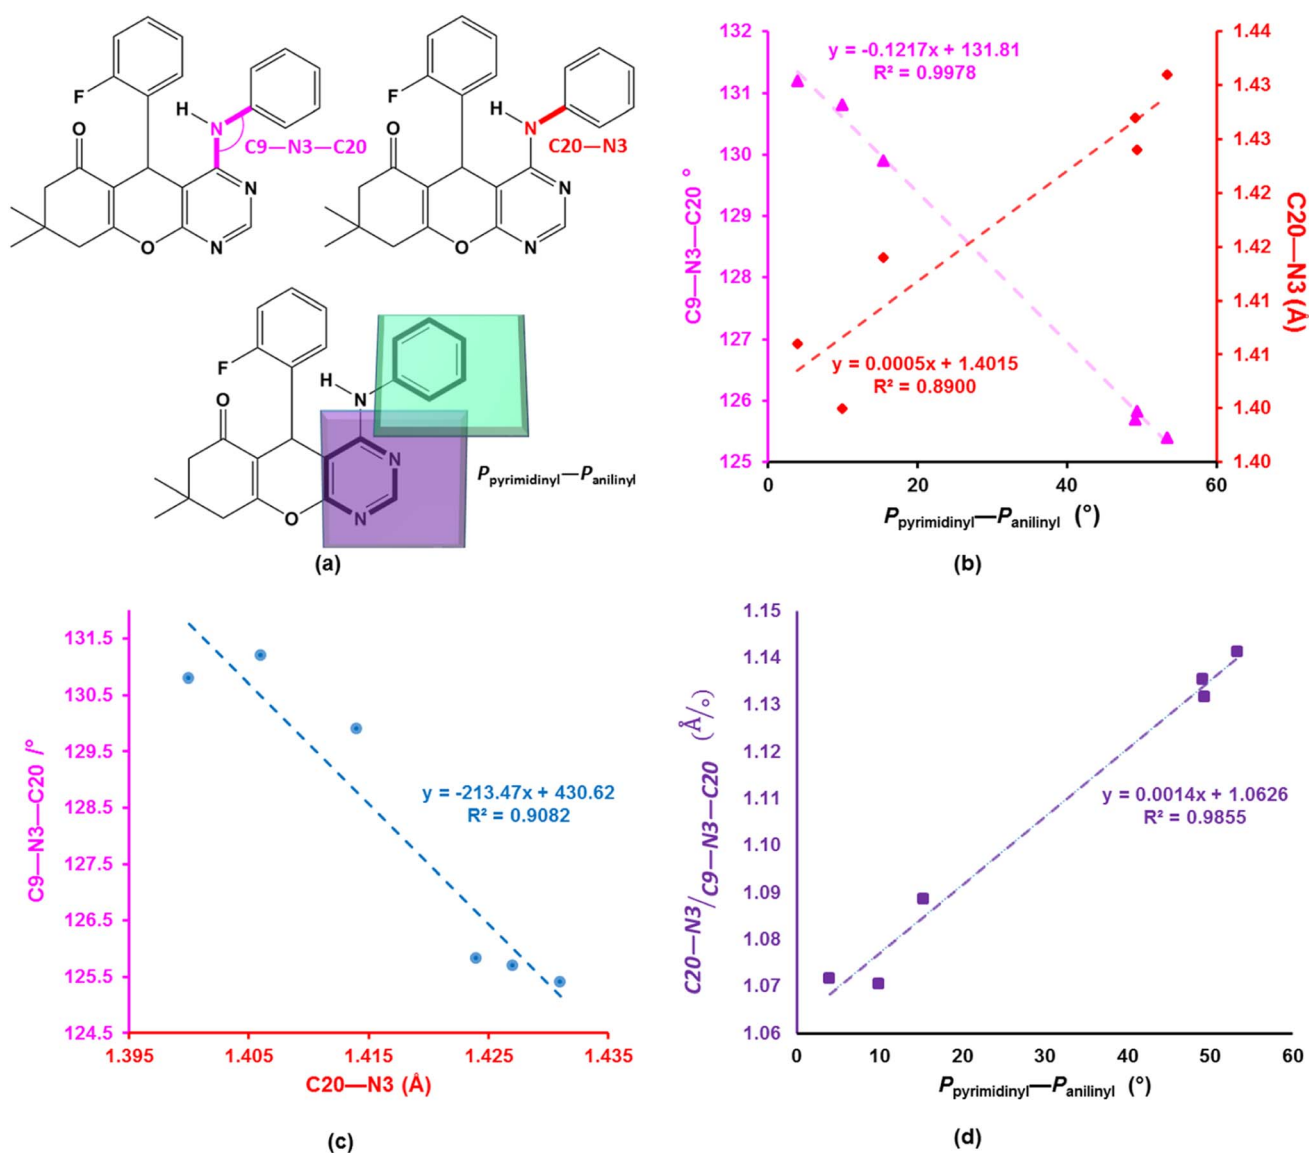 F
H
N
O
C9—N3—C20
N
O
N
F
H
N
O
C20—N3
N
O
N
F
H
N
O
N
Ppyrimidinyl—Panilinyl
O
N
(a)
y = -0.1217x + 131.81
R² = 0.9978
y = 0.0005x + 1.4015
R² = 0.8900
C9—N3—C20 °
132
131
130
129
128
127
126
125
C20—N3 (Å)
1.44
1.43
1.43
1.42
1.42
1.41
1.41
1.40
1.40
0
20
40
60
Ppyrimidinyl—Panilinyl (°)
(b)
C9—N3—C20 /°
131.5
130.5
129.5
128.5
127.5
126.5
125.5
124.5
y = -213.47x + 430.62
R² = 0.9082
1.395
1.405
1.415
1.425
1.435
C20—N3 (Å)
(c)
C20—N3/C9—N3—C20 (Å/°)
1.15
1.14
1.13
1.12
1.11
1.10
1.09
1.08
1.07
1.06
y = 0.0014x + 1.0626
R² = 0.9855
0
10
20
30
40
50
60
Ppyrimidinyl—Panilinyl (°)
(d)